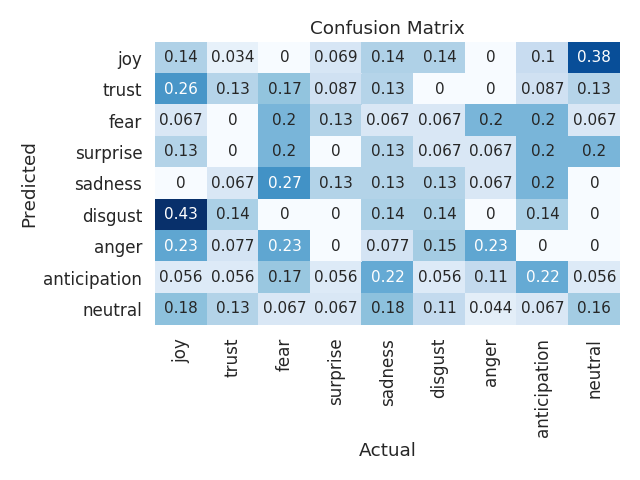 Confusion Matrix
joy 0.14 0.034 0 0.069 0.14 0.14 0 0.1 0.38
trust 0.26 0.13 0.17 0.087 0.13 0 0 0.087 0.13
fear 0.067 0 0.2 0.13 0.067 0.067 0.2 0.2 0.067
surprise 0.13 0 0.2 0 0.13 0.067 0.067 0.2 0.2
sadness 0 0.067 0.27 0.13 0.13 0.13 0.067 0.2 0
disgust 0.43 0.14 0 0 0.14 0.14 0 0.14 0
anger 0.23 0.077 0.23 0 0.077 0.15 0.23 0 0
anticipation 0.056 0.056 0.17 0.056 0.22 0.056 0.11 0.22 0.056
neutral 0.18 0.13 0.067 0.067 0.18 0.11 0.044 0.067 0.16
Predicted
joy trust fear surprise sadness disgust anger anticipation neutral
Actual